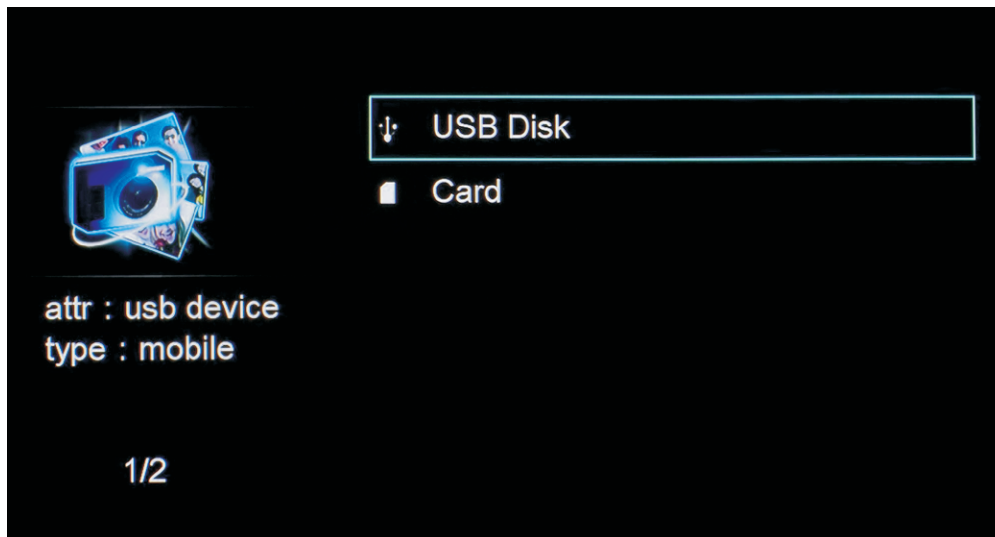 USB Disk
Card
attr : usb device
type : mobile
1/2